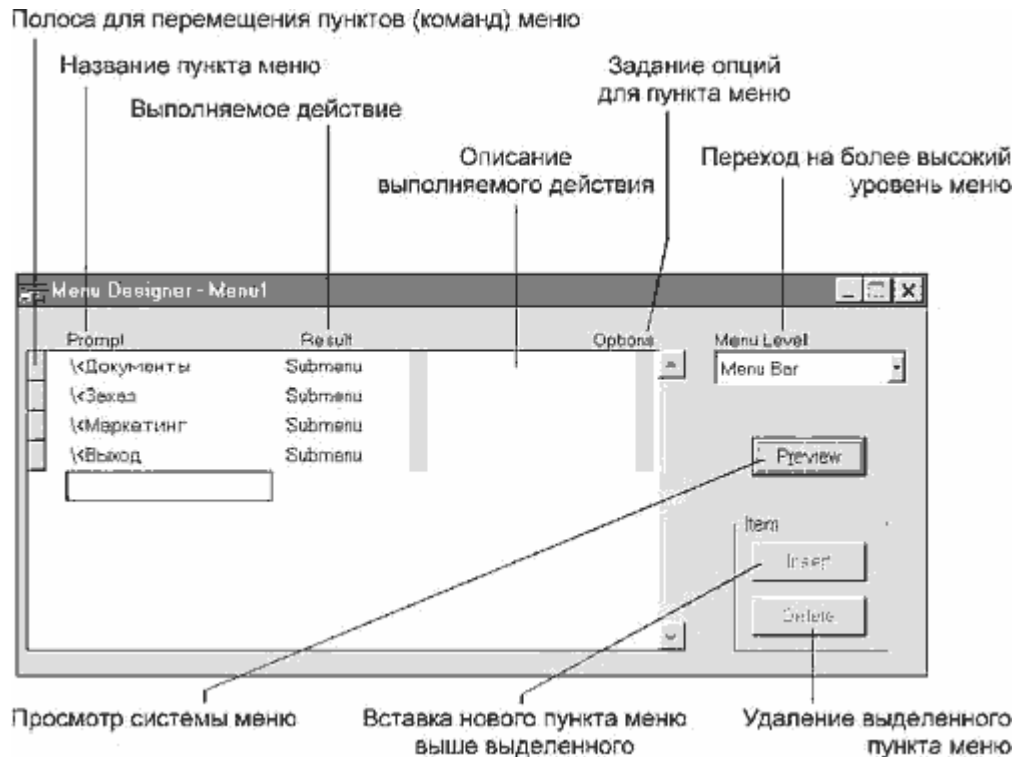 Полоса для перемещения пунктов (команд) меню
Название пункта меню
Задание опций
для пункта меню
Выполняемое действие
Описание
выполняемого действия
Переход на более высокий
уровень меню
Menu Designer - Menu1
Prompt Result Options Menu Level
\<Документы Submenu Menu Bar
\<Заказ Submenu
\<Маркетинг Submenu
\<Выход Submenu
Preview
Item
Insert
Delete
Просмотр системы меню
Вставка нового пункта меню
выше выделенного
Удаление выделенного
пункта меню